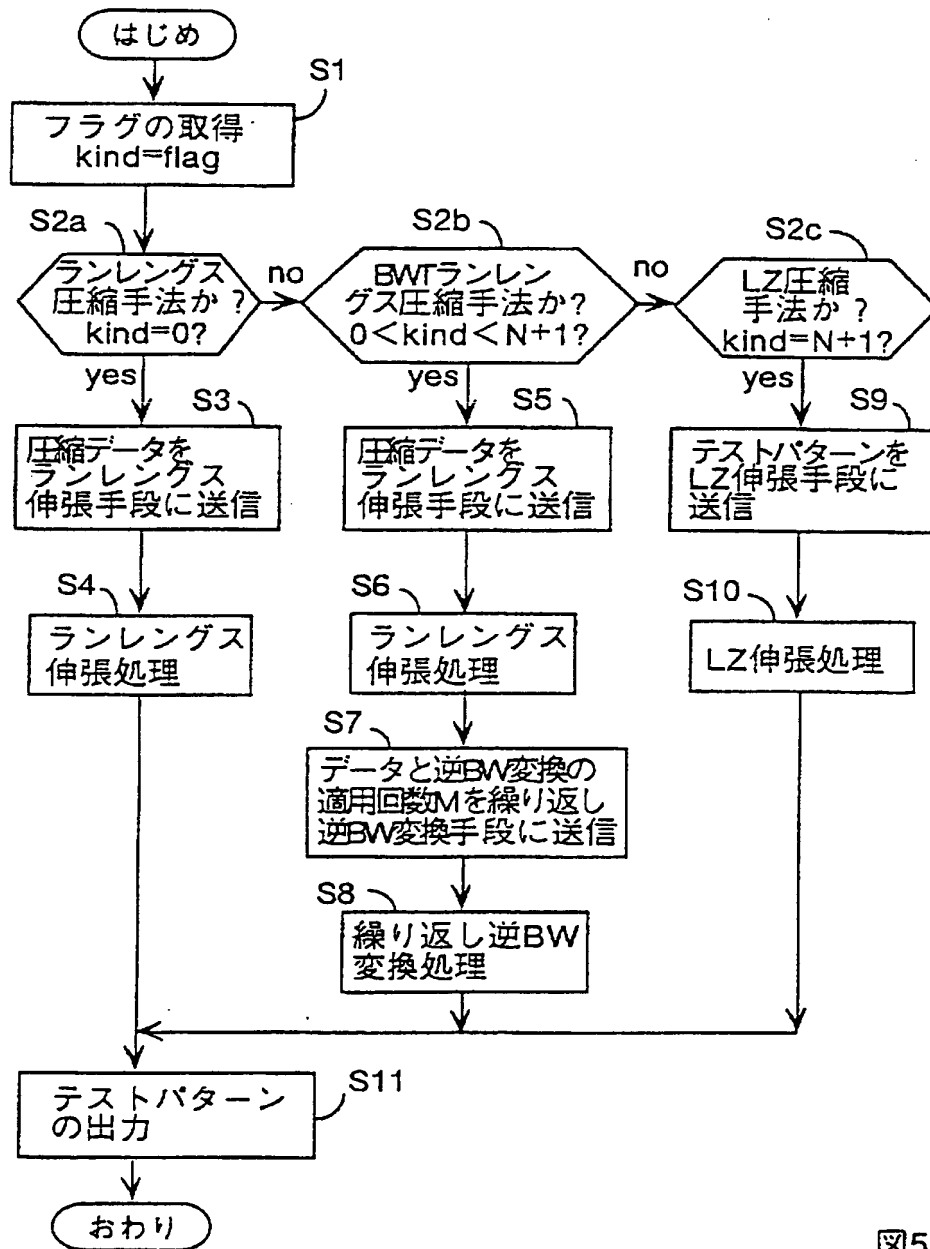 はじめ
S1
フラグの取得
kind=flag
S2a
ランレングス
圧縮手法か?
kind=0?
no
yes
S2b
BWTランレン
グス圧縮手法か?
0<kind<N+1?
no
yes
S2c
LZ圧縮
手法か?
kind=N+1?
yes
S3
圧縮データを
ランレングス
伸張手段に送信
S5
圧縮データを
ランレングス
伸張手段に送信
S9
テストパターンを
LZ伸張手段に
送信
S4
ランレングス
伸張処理
S6
ランレングス
伸張処理
S10
LZ伸張処理
S7
データと逆BW変換の
適用回数Mを繰り返し
逆BW変換手段に送信
S8
繰り返し逆BW
変換処理
S11
テストパターン
の出力
おわり
図5